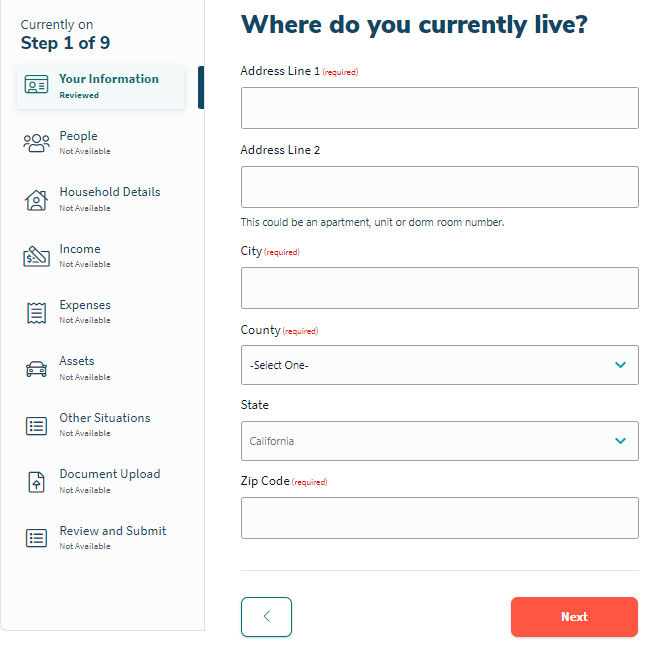 Currently on
Step 1 of 9
Your Information
Reviewed
People
Not Available
Household Details
Not Available
Income
Not Available
Expenses
Not Available
Assets
Not Available
Other Situations
Not Available
Document Upload
Not Available
Review and Submit
Not Available
Where do you currently live?
Address Line 1 (required)
Address Line 2
This could be an apartment, unit or dorm room number.
City (required)
County (required)
-Select One-
State
California
Zip Code (required)
Next